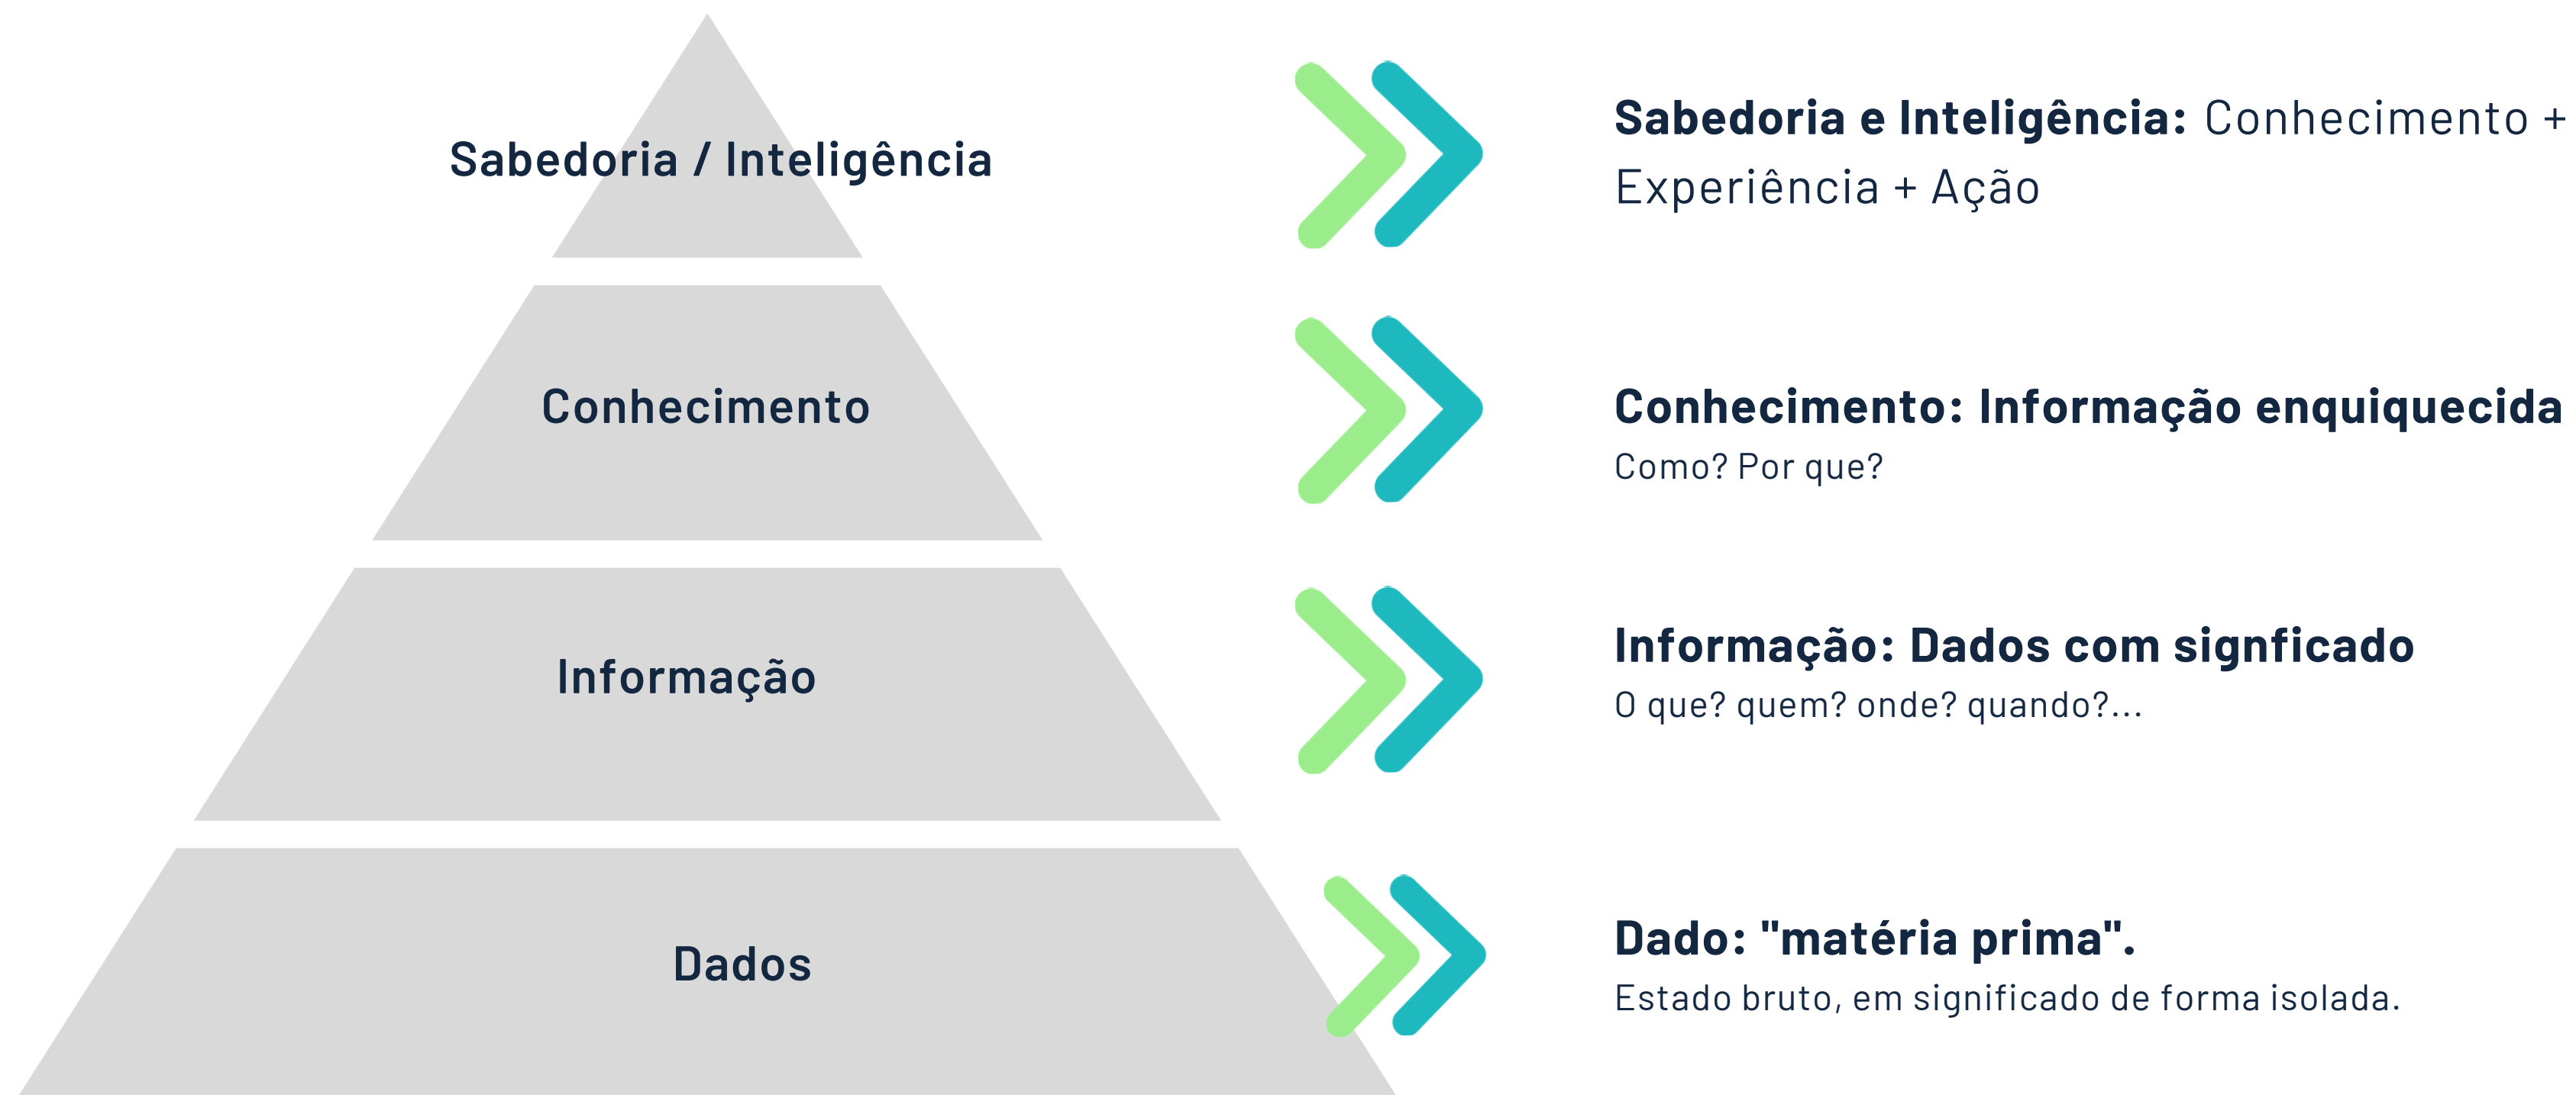 Sabedoria / Inteligência
Sabedoria e Inteligência: Conhecimento +
Experiência + Ação
Conhecimento
Conhecimento: Informação enquiquecida
Como? Por que?
Informação
Informação: Dados com signficado
O que? quem? onde? quando?...
Dados
Dado: "matéria prima".
Estado bruto, em significado de forma isolada.